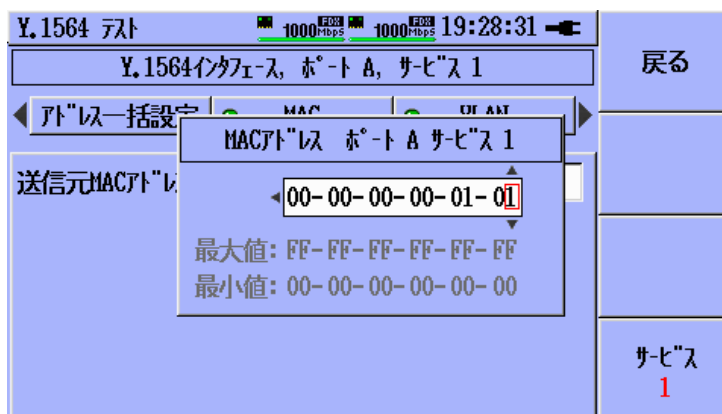 Y.1564 ﾃｽﾄ 1000 FDX Mbps 1000 FDX Mbps 19:28:31
戻る
Y.1564ｲﾝﾀﾌｪｰｽ, ﾎﾟｰﾄ A, ｻｰﾋﾞｽ 1
ｱﾄﾞﾚｽ一括設定 MAC VLAN
MACｱﾄﾞﾚｽ ﾎﾟｰﾄ A ｻｰﾋﾞｽ 1
送信元MACｱﾄﾞﾚ
00-00-00-00-01-01
最大値: FF-FF-FF-FF-FF-FF
最小値: 00-00-00-00-00-00
ｻｰﾋﾞｽ
1